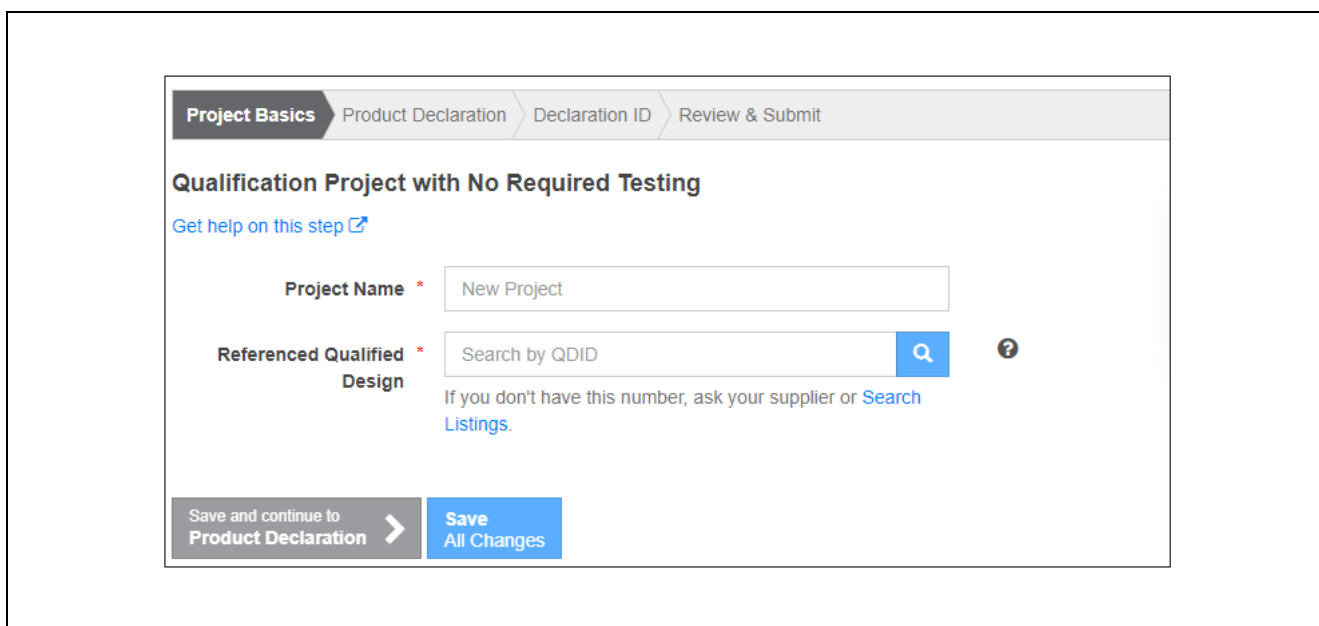 Project Basics Product Declaration Declaration ID Review & Submit
Qualification Project with No Required Testing
Get help on this step
Project Name * New Project
Referenced Qualified * Search by QDID
Design
If you don't have this number, ask your supplier or Search
Listings.
Save and continue to
Product Declaration
Save
All Changes